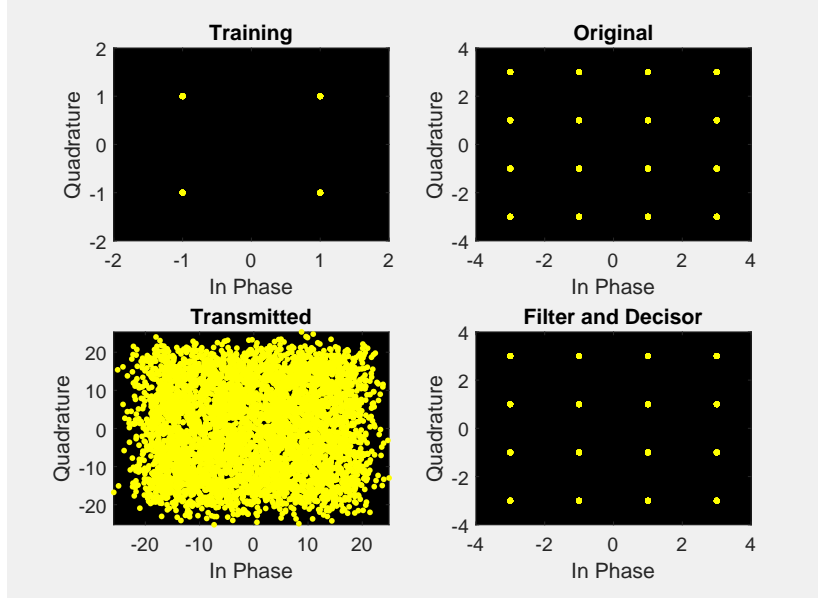 Training
2
1
0
-1
-2
Quadrature
-2 -1 0 1 2
In Phase
Original
4
2
0
-2
-4
Quadrature
-4 -2 0 2 4
In Phase
Transmitted
20
10
0
-10
-20
Quadrature
-20 -10 0 10 20
In Phase
Filter and Decisor
4
2
0
-2
-4
Quadrature
-4 -2 0 2 4
In Phase